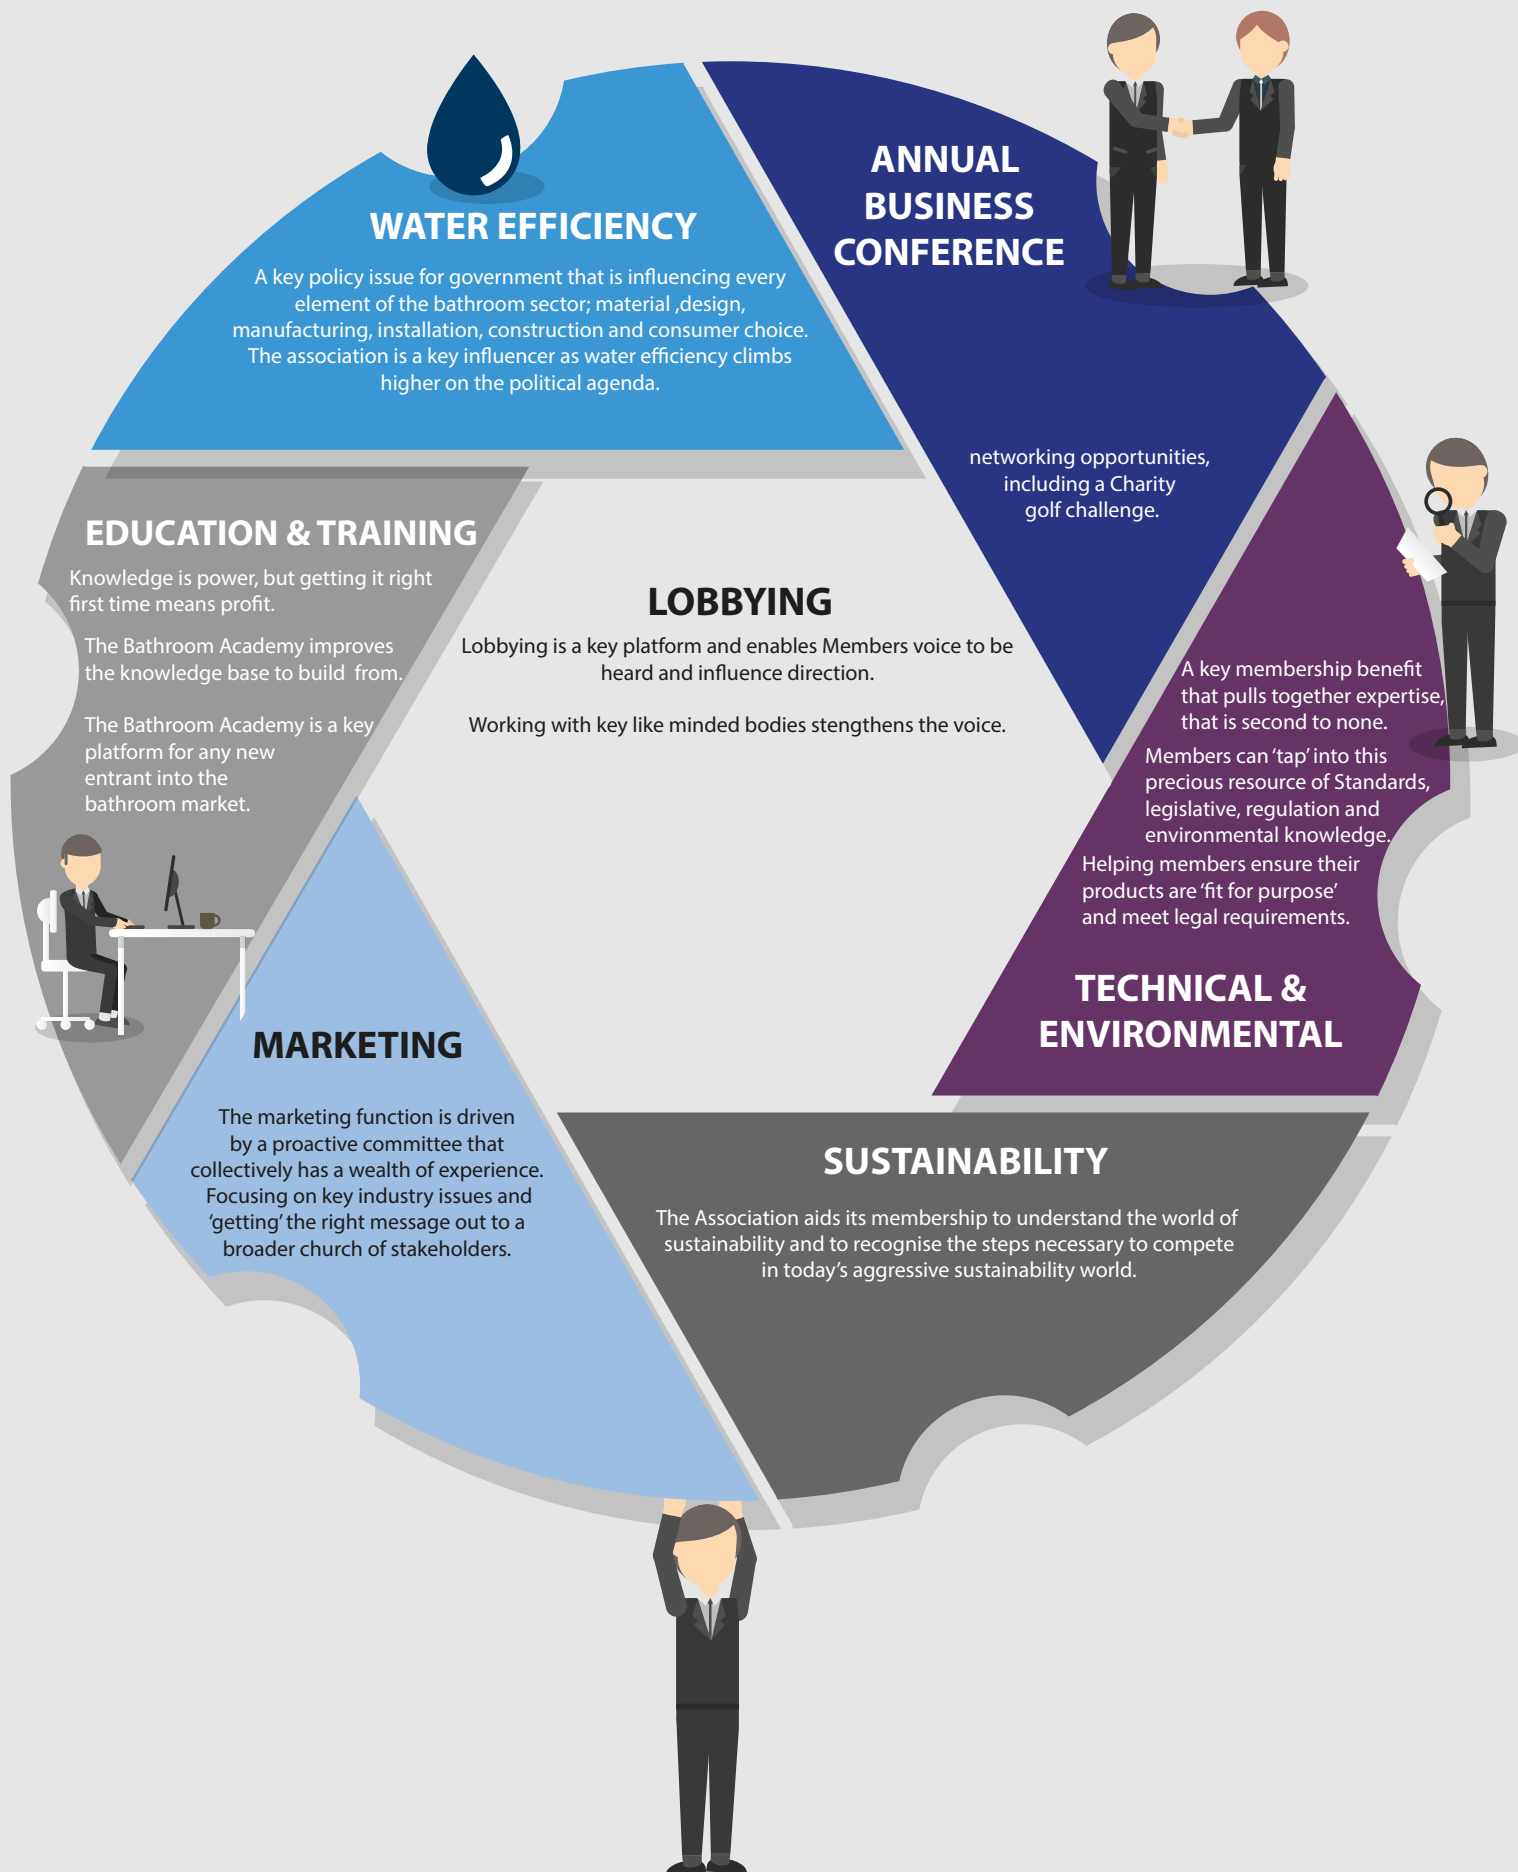 WATER EFFICIENCY
A key policy issue for government that is influencing every
element of the bathroom sector; material ,design,
manufacturing, installation, construction and consumer choice.
The association is a key influencer as water efficiency climbs
higher on the political agenda.
ANNUAL
BUSINESS
CONFERENCE
networking opportunities,
including a Charity
golf challenge.
EDUCATION & TRAINING
Knowledge is power, but getting it right
first time means profit.
The Bathroom Academy improves
the knowledge base to build from.
The Bathroom Academy is a key
platform for any new
entrant into the
bathroom market.
LOBBYING
Lobbying is a key platform and enables Members voice to be
heard and influence direction.
Working with key like minded bodies stengthens the voice.
A key membership benefit
that pulls together expertise,
that is second to none.
Members can ‘tap’ into this
precious resource of Standards,
legislative, regulation and
environmental knowledge.
Helping members ensure their
products are ‘fit for purpose’
and meet legal requirements.
TECHNICAL &
ENVIRONMENTAL
MARKETING
The marketing function is driven
by a proactive committee that
collectively has a wealth of experience.
Focusing on key industry issues and
‘getting’ the right message out to a
broader church of stakeholders.
SUSTAINABILITY
The Association aids its membership to understand the world of
sustainability and to recognise the steps necessary to compete
in today’s aggressive sustainability world.